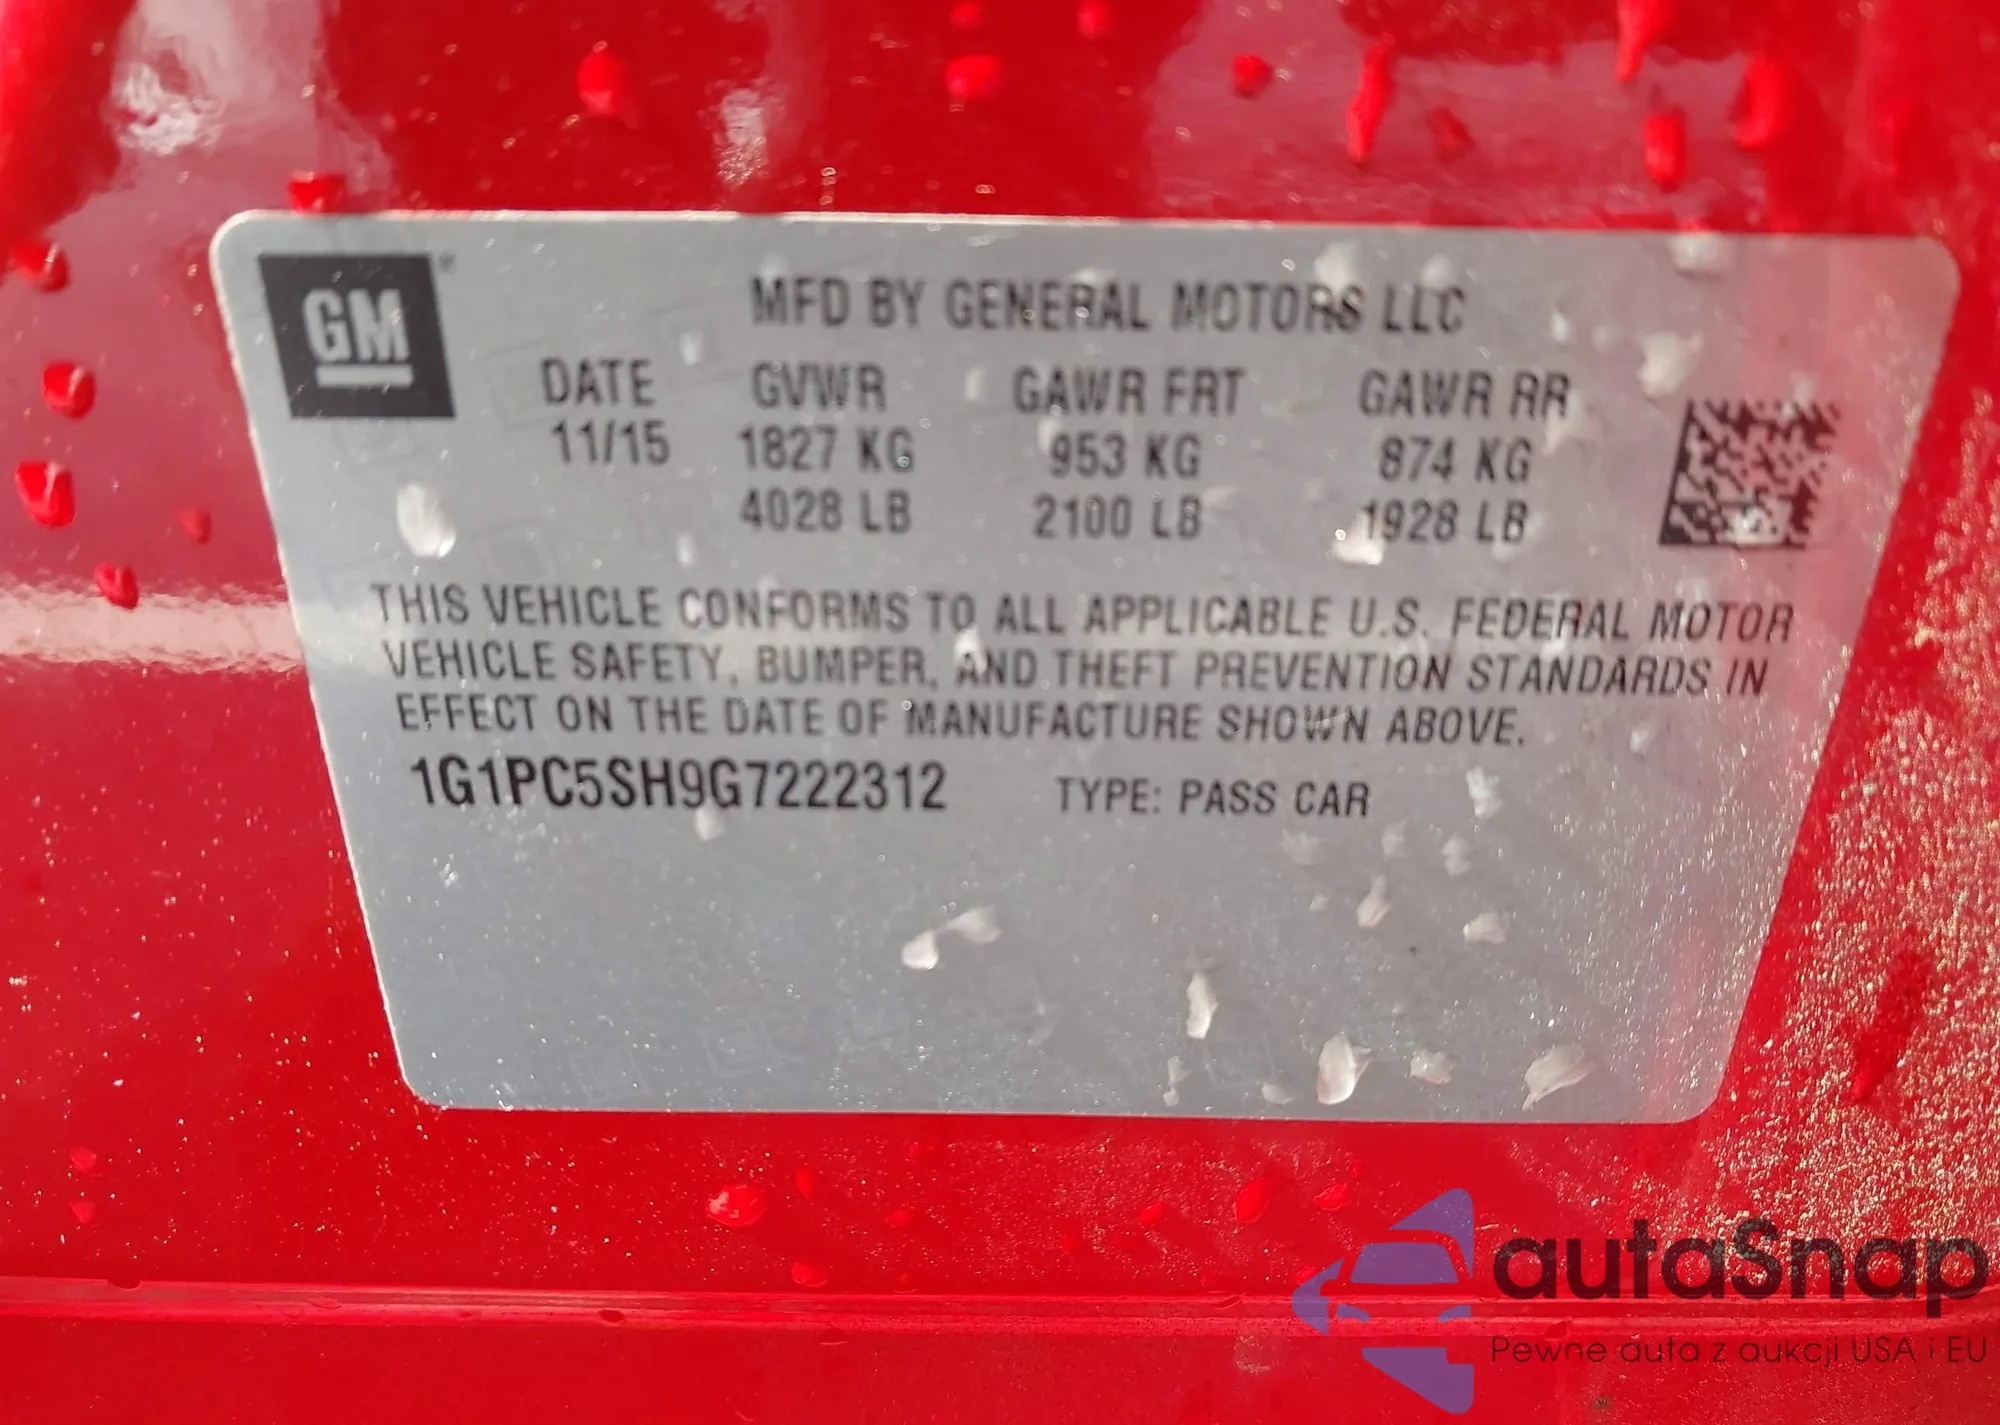 GM
MFD BY GENERAL MOTORS LLC
DATE GVWR GAWR FRT GAWR RR
11/15 1827 KG 953 KG 874 KG
4028 LB 2100 LB 1928 LB
THIS VEHICLE CONFORMS TO ALL APPLICABLE U.S. FEDERAL MOTOR
VEHICLE SAFETY, BUMPER, AND THEFT PREVENTION STANDARDS IN
EFFECT ON THE DATE OF MANUFACTURE SHOWN ABOVE.
1G1PC5SH9G7222312 TYPE: PASS CAR
autaSnap
Pewne auta z aukcji USA i EU